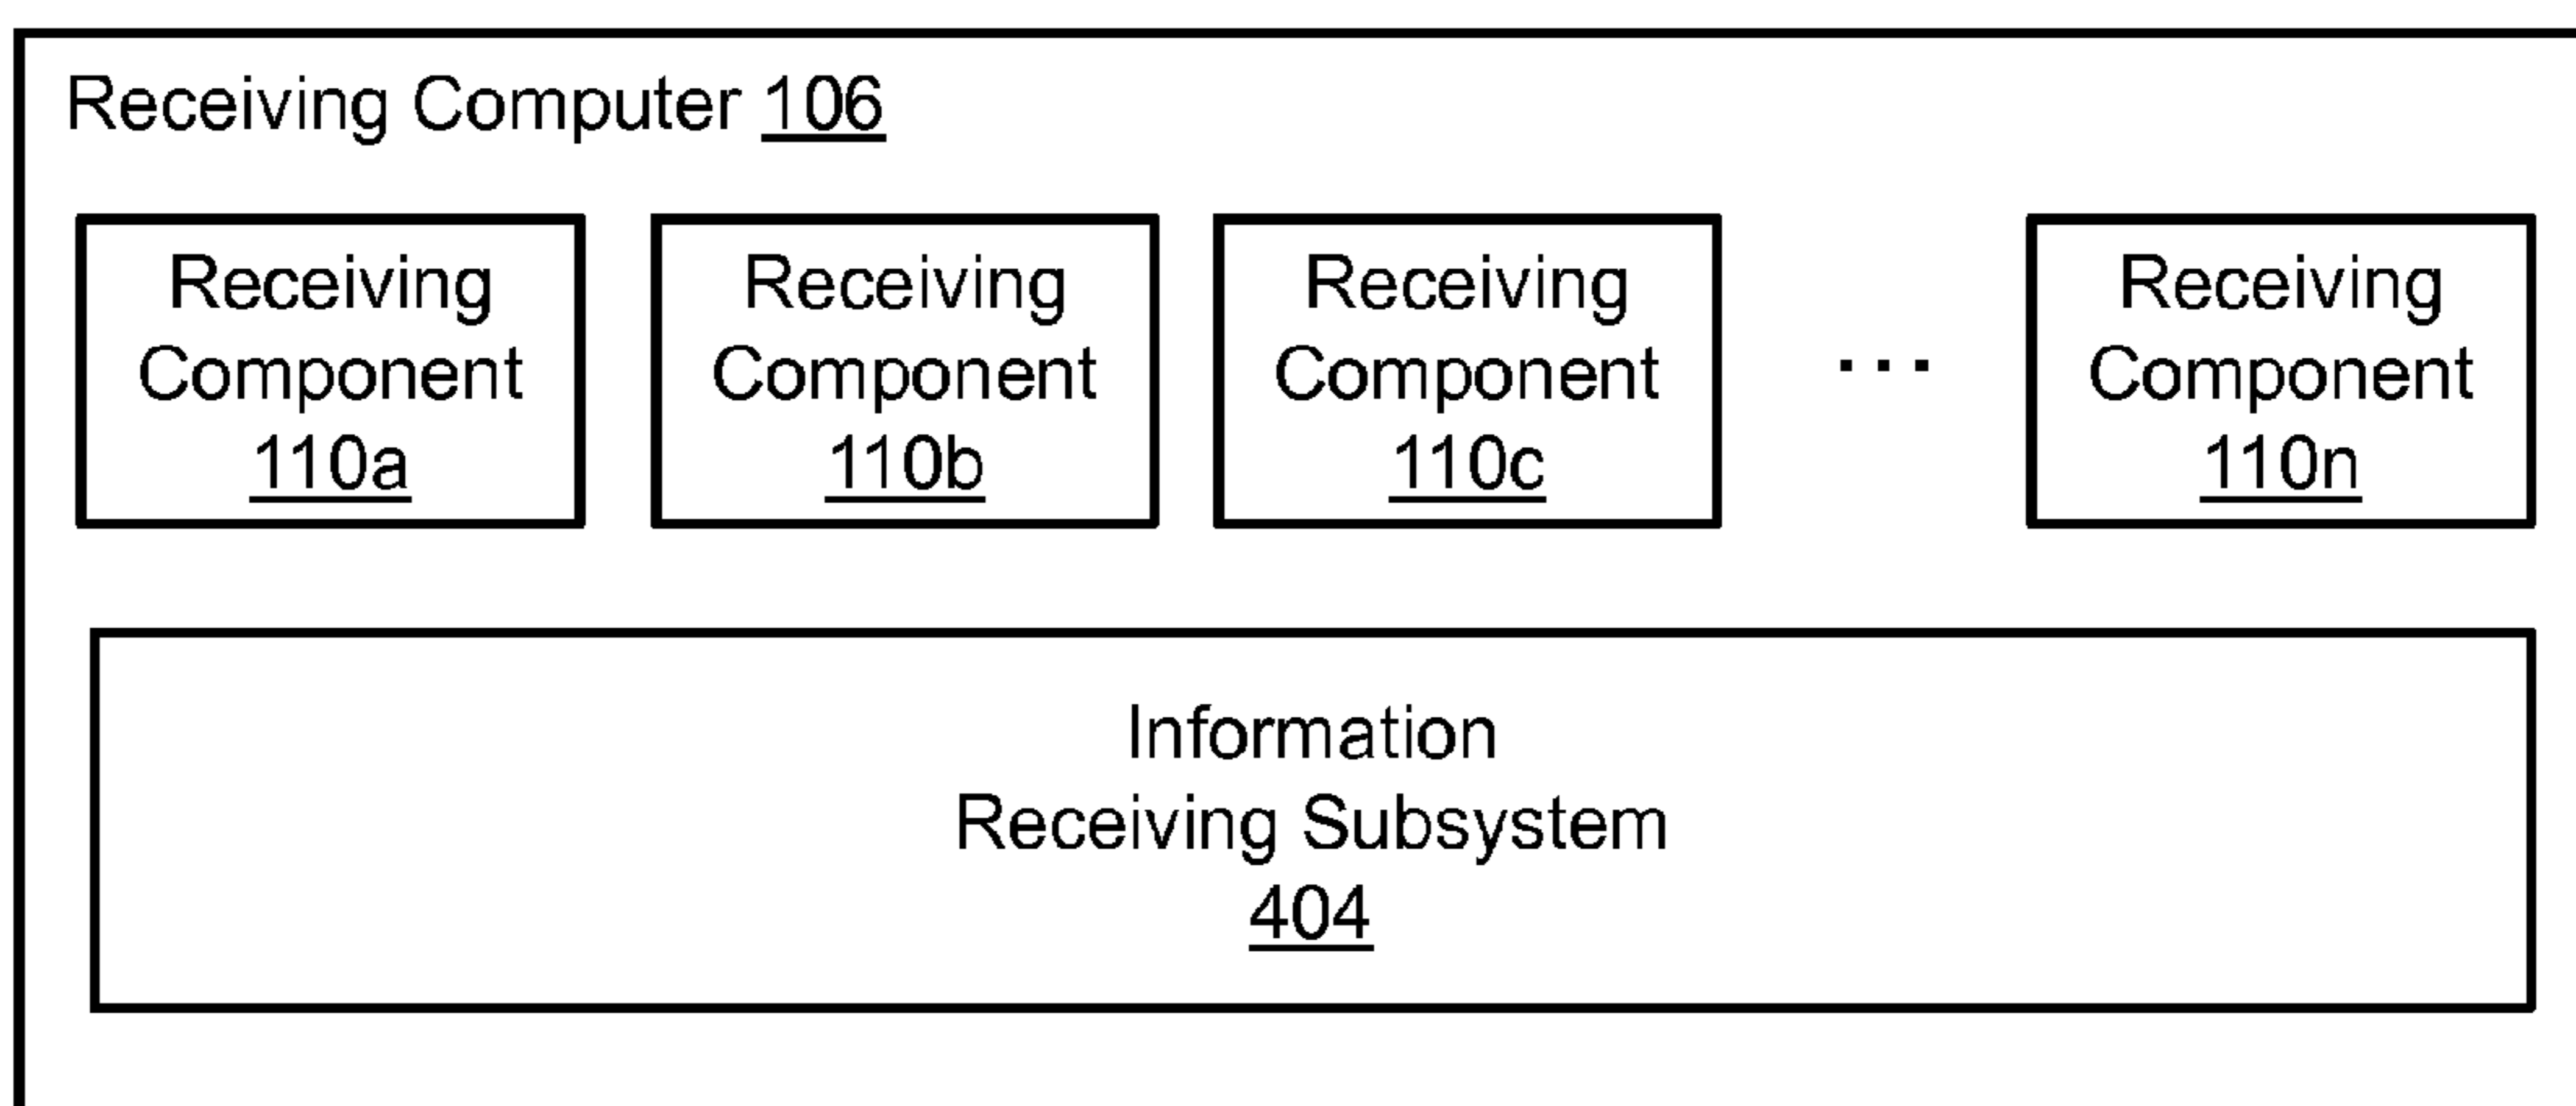 Receiving Computer 106
Receiving
Component
110a
Receiving
Component
110b
Receiving
Component
110c
...
Receiving
Component
110n
Information
Receiving Subsystem
404